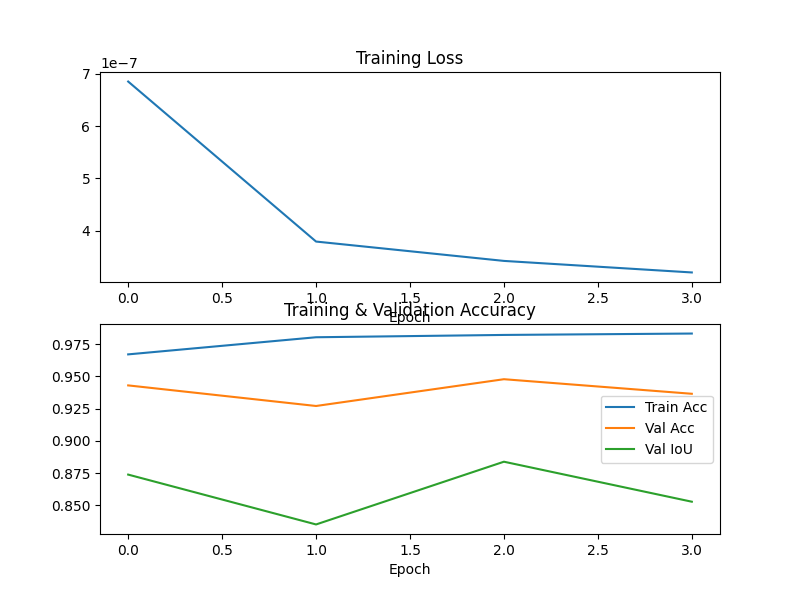 Training Loss
1e−7
7
6
5
4
0.0 0.5 1.0 1.5 2.0 2.5 3.0
Epoch
Training & Validation Accuracy
0.975
0.950
0.925
0.900
0.875
0.850
Train Acc
Val Acc
Val IoU
0.0 0.5 1.0 1.5 2.0 2.5 3.0
Epoch